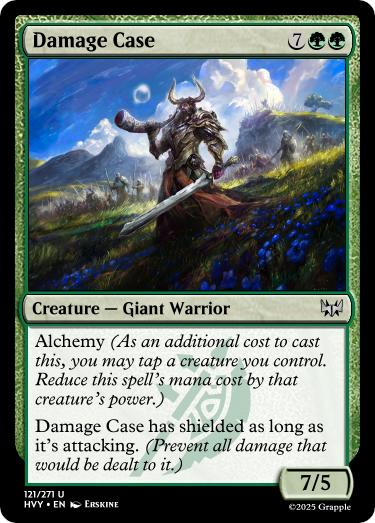 Damage Case 7
Creature — Giant Warrior
Alchemy (As an additional cost to cast
this, you may tap a creature you control.
Reduce this spell's mana cost by that
creature's power.)
Damage Case has shielded as long as
it's attacking. (Prevent all damage that
would be dealt to it.)
7/5
121/271 U
HVY • EN Erskine
©2025 Grapple